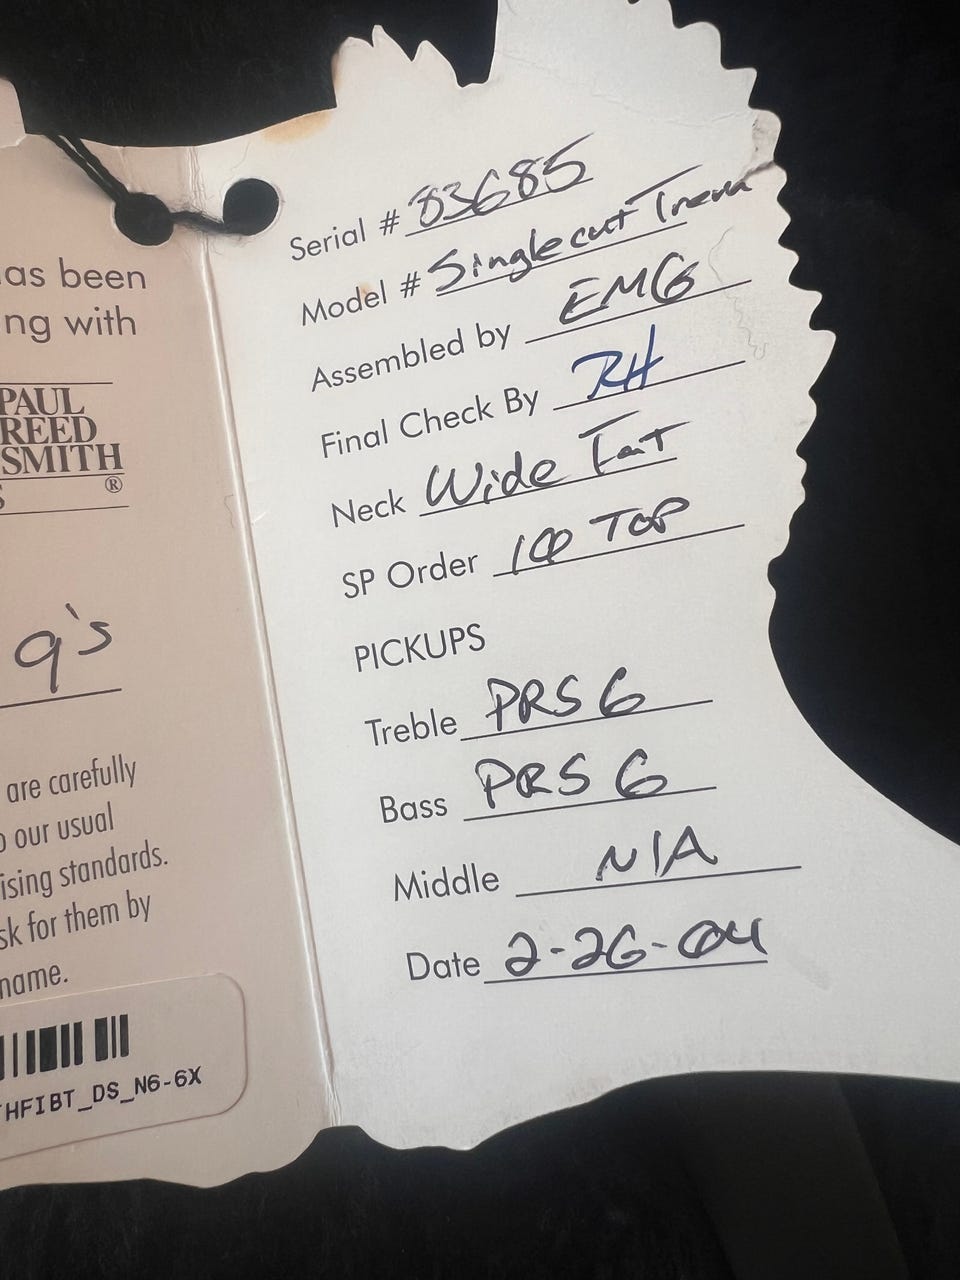 as been
ng with
PAUL
REED
SMITH
S ®
9's
are carefully
o our usual
ising standards.
sk for them by
name.
HFIBT_DS_N6-6X
Serial # 83685
Model # Singlecut Trem
Assembled by EMG
Final Check By RH
Neck Wide Fat
SP Order 10 TOP
PICKUPS
Treble PRS 6
Bass PRS 6
Middle N/A
Date 2-26-04